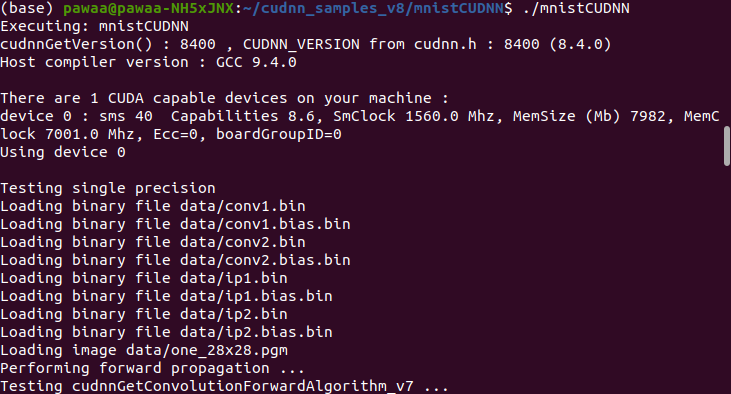 (base) pawaa@pawaa-NH5xJNX:~/cudnn_samples_v8/mnistCUDNN$ ./mnistCUDNN
Executing: mnistCUDNN
cudnnGetVersion() : 8400 , CUDNN_VERSION from cudnn.h : 8400 (8.4.0)
Host compiler version : GCC 9.4.0

There are 1 CUDA capable devices on your machine :
device 0 : sms 40  Capabilities 8.6, SmClock 1560.0 Mhz, MemSize (Mb) 7982, MemC
lock 7001.0 Mhz, Ecc=0, boardGroupID=0
Using device 0

Testing single precision
Loading binary file data/conv1.bin
Loading binary file data/conv1.bias.bin
Loading binary file data/conv2.bin
Loading binary file data/conv2.bias.bin
Loading binary file data/ip1.bin
Loading binary file data/ip1.bias.bin
Loading binary file data/ip2.bin
Loading binary file data/ip2.bias.bin
Loading image data/one_28x28.pgm
Performing forward propagation ...
Testing cudnnGetConvolutionForwardAlgorithm_v7 ...